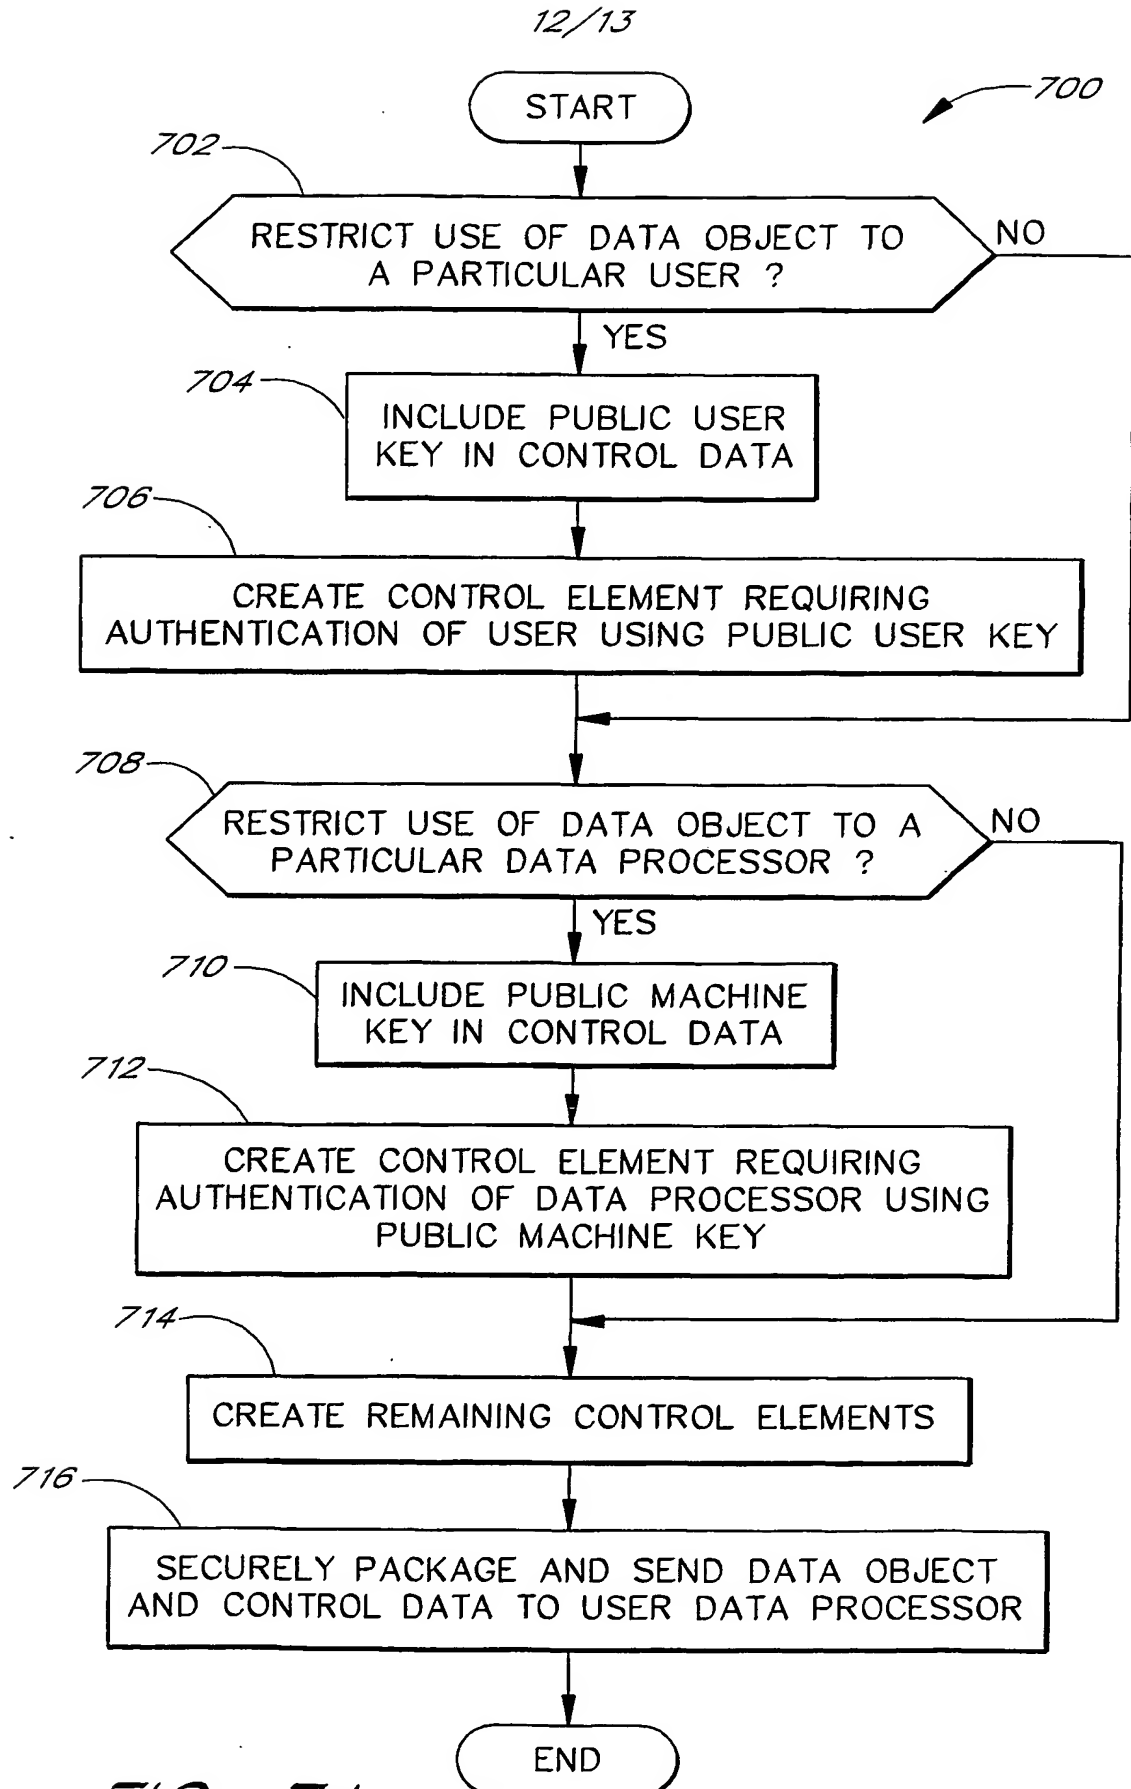 12/13
START
700
702
RESTRICT USE OF DATA OBJECT TO
A PARTICULAR USER ?
NO
YES
704
INCLUDE PUBLIC USER
KEY IN CONTROL DATA
706
CREATE CONTROL ELEMENT REQUIRING
AUTHENTICATION OF USER USING PUBLIC USER KEY
708
RESTRICT USE OF DATA OBJECT TO A
PARTICULAR DATA PROCESSOR ?
NO
YES
710
INCLUDE PUBLIC MACHINE
KEY IN CONTROL DATA
712
CREATE CONTROL ELEMENT REQUIRING
AUTHENTICATION OF DATA PROCESSOR USING
PUBLIC MACHINE KEY
714
CREATE REMAINING CONTROL ELEMENTS
716
SECURELY PACKAGE AND SEND DATA OBJECT
AND CONTROL DATA TO USER DATA PROCESSOR
END